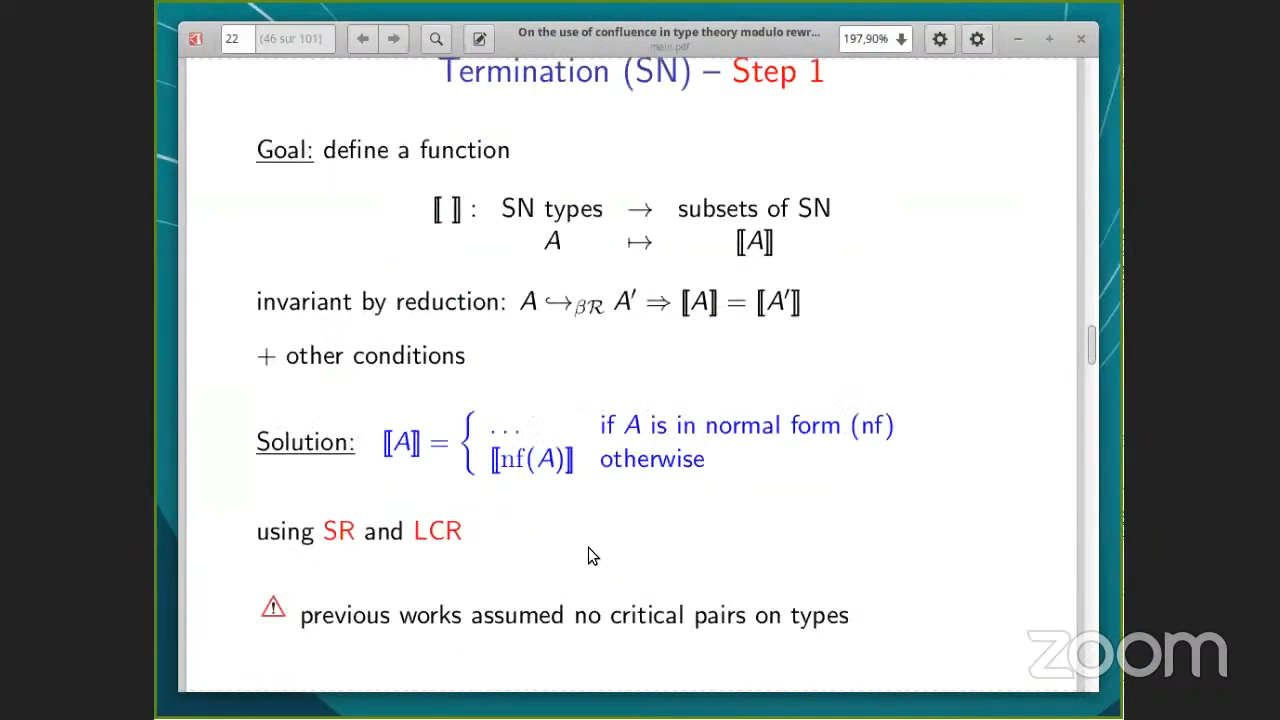 22 (46 sur 101) On the use of confluence in type theory modulo rewr... 197,90%
main.pdf
Termination (SN) – Step 1
Goal: define a function
⟦ ⟧ : SN types → subsets of SN
A ↦ ⟦A⟧
invariant by reduction: A ↪βℛ A′ ⇒ ⟦A⟧ = ⟦A′⟧
+ other conditions
Solution: ⟦A⟧ = { ... if A is in normal form (nf)
⟦nf(A)⟧ otherwise
using SR and LCR
⚠ previous works assumed no critical pairs on types
zoom